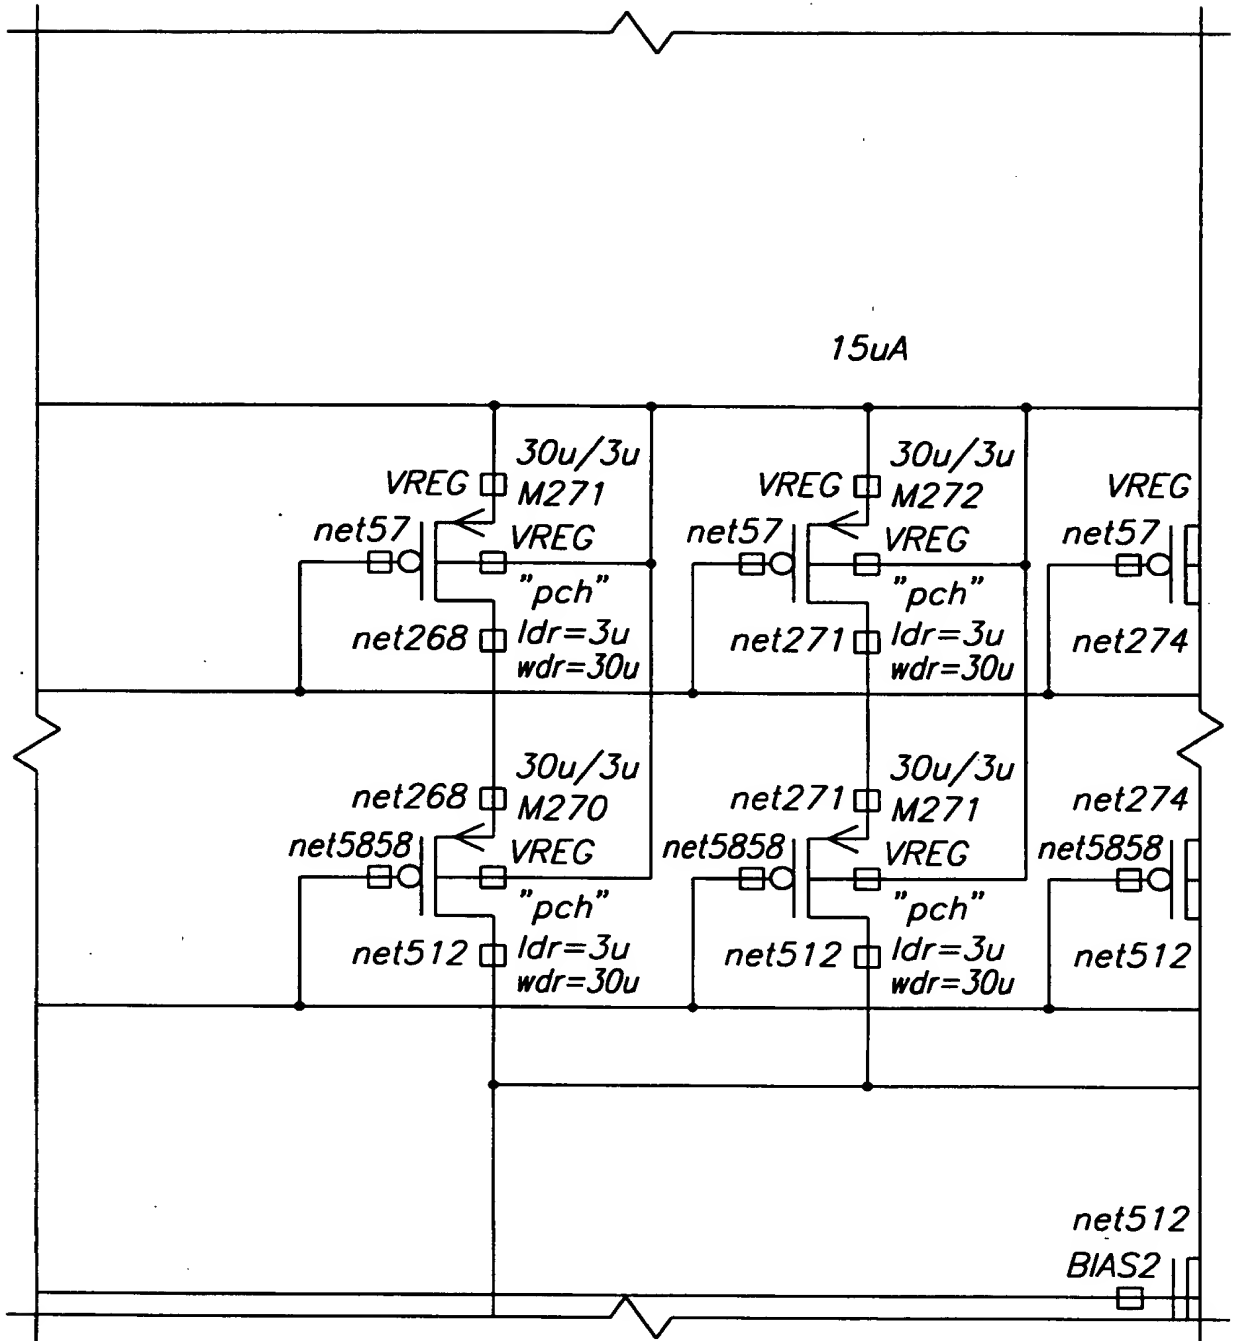 15uA
30u/3u
VREG M271
net57 VREG
"pch"
net268 ldr=3u
wdr=30u
30u/3u
VREG M272
net57 VREG
"pch"
net271 ldr=3u
wdr=30u
VREG
net57
net274
30u/3u
net268 M270
net5858 VREG
"pch"
net512 ldr=3u
wdr=30u
30u/3u
net271 M271
net5858 VREG
"pch"
net512 ldr=3u
wdr=30u
net274
net5858
net512
net512
BIAS2